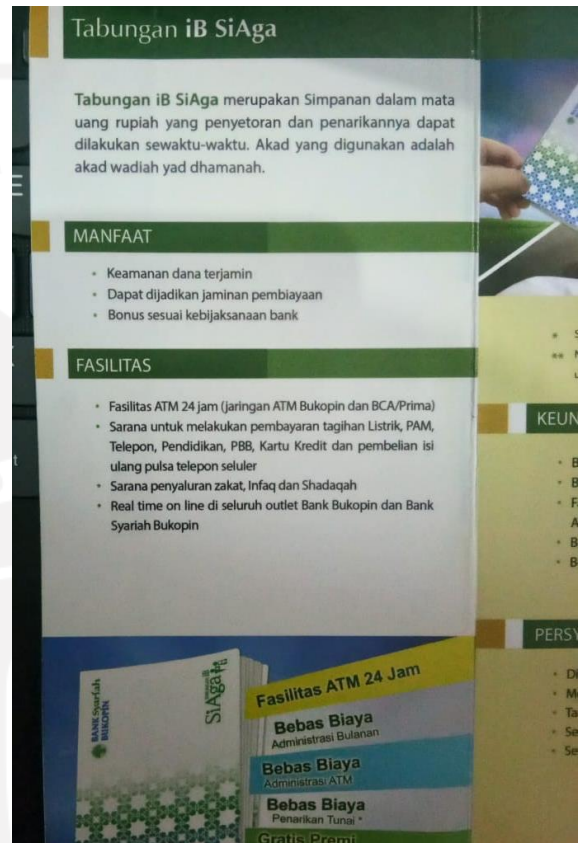 Tabungan iB SiAga
Tabungan iB SiAga merupakan Simpanan dalam mata
uang rupiah yang penyetoran dan penarikannya dapat
dilakukan sewaktu-waktu. Akad yang digunakan adalah
akad wadiah yad dhamanah.
MANFAAT
• Keamanan dana terjamin
• Dapat dijadikan jaminan pembiayaan
• Bonus sesuai kebijaksanaan bank
FASILITAS
• Fasilitas ATM 24 jam (jaringan ATM Bukopin dan BCA/Prima)
• Sarana untuk melakukan pembayaran tagihan Listrik, PAM,
Telepon, Pendidikan, PBB, Kartu Kredit dan pembelian isi
ulang pulsa telepon seluler
• Sarana penyaluran zakat, Infaq dan Shadaqah
• Real time on line di seluruh outlet Bank Bukopin dan Bank
Syariah Bukopin
BANK Syariah
BUKOPIN
SiAga
Fasilitas ATM 24 Jam
Bebas Biaya
Administrasi Bulanan
Bebas Biaya
Administrasi ATM
Bebas Biaya
Penarikan Tunai *
Gratis Premi